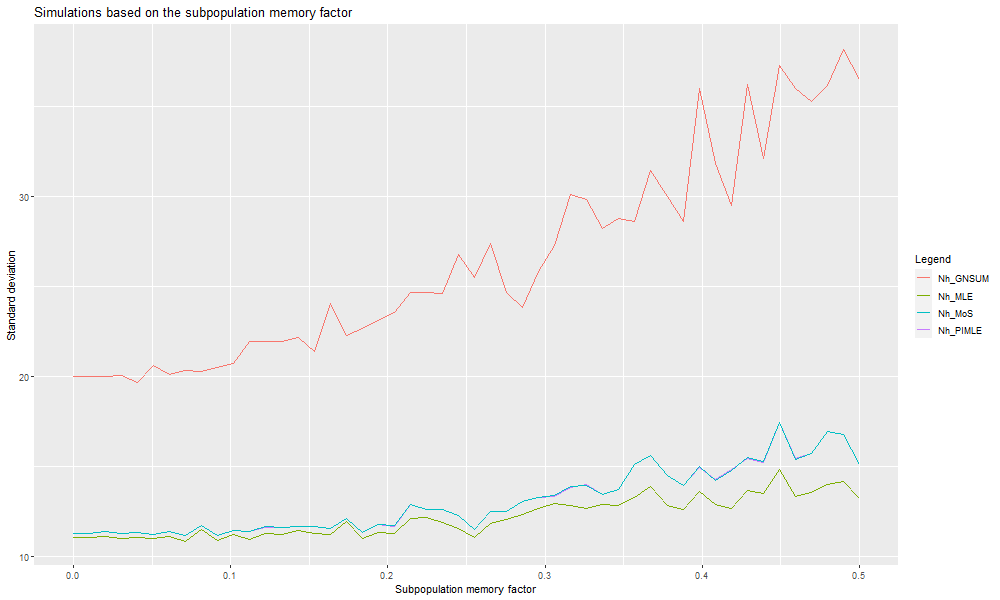 Simulations based on the subpopulation memory factor
Standard deviation
30
20
10
0.0 0.1 0.2 0.3 0.4 0.5
Subpopulation memory factor
Legend
Nh_GNSUM
Nh_MLE
Nh_MoS
Nh_PIMLE